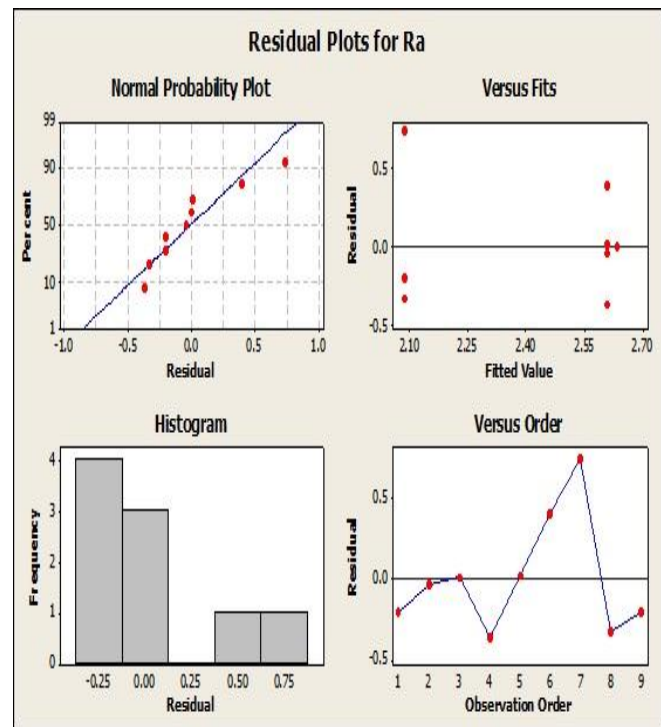 Residual Plots for Ra
Normal Probability Plot
99
90
50
10
1
Percent
-1.0 -0.5 0.0 0.5 1.0
Residual
Versus Fits
0.5
0.0
-0.5
Residual
2.10 2.25 2.40 2.55 2.70
Fitted Value
Histogram
4
3
2
1
0
Frequency
-0.25 0.00 0.25 0.50 0.75
Residual
Versus Order
0.5
0.0
-0.5
Residual
1 2 3 4 5 6 7 8 9
Observation Order